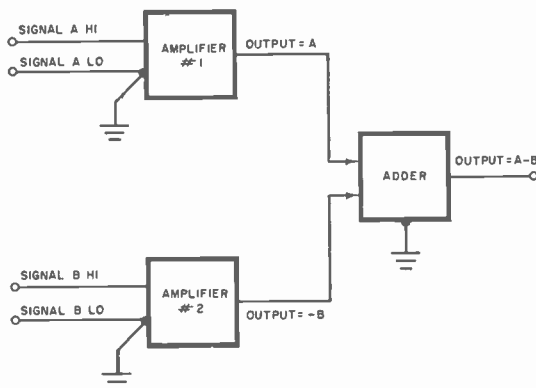 SIGNAL A HI
SIGNAL A LO
AMPLIFIER
#1
OUTPUT = A
ADDER
OUTPUT = A-B
SIGNAL B HI
SIGNAL B LO
AMPLIFIER
#2
OUTPUT = -B